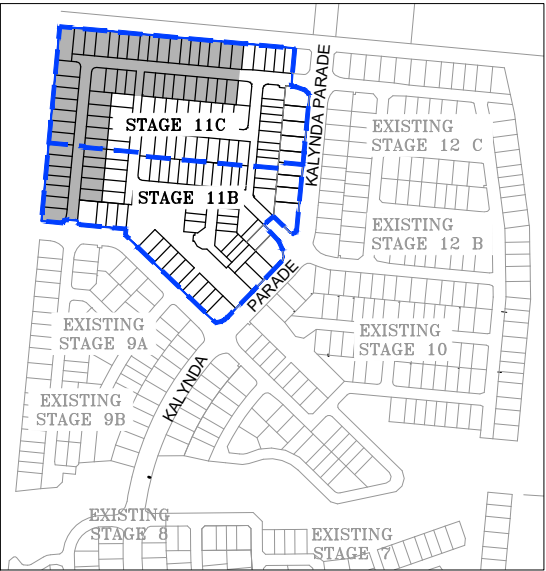 KALYNDA PARADE
STAGE 11C
EXISTING
STAGE 12 C
STAGE 11B
EXISTING
STAGE 12 B
PARADE
EXISTING
STAGE 9A
EXISTING
STAGE 10
KALYNDA
EXISTING
STAGE 9B
EXISTING
STAGE 8
EXISTING
STAGE 7